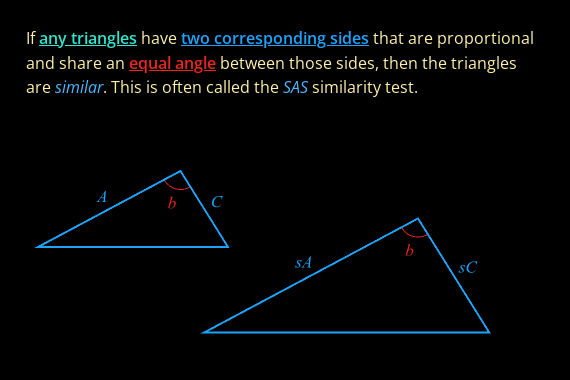 If any triangles have two corresponding sides that are proportional
and share an equal angle between those sides, then the triangles
are similar. This is often called the SAS similarity test.
A
b
C
sA
b
sC